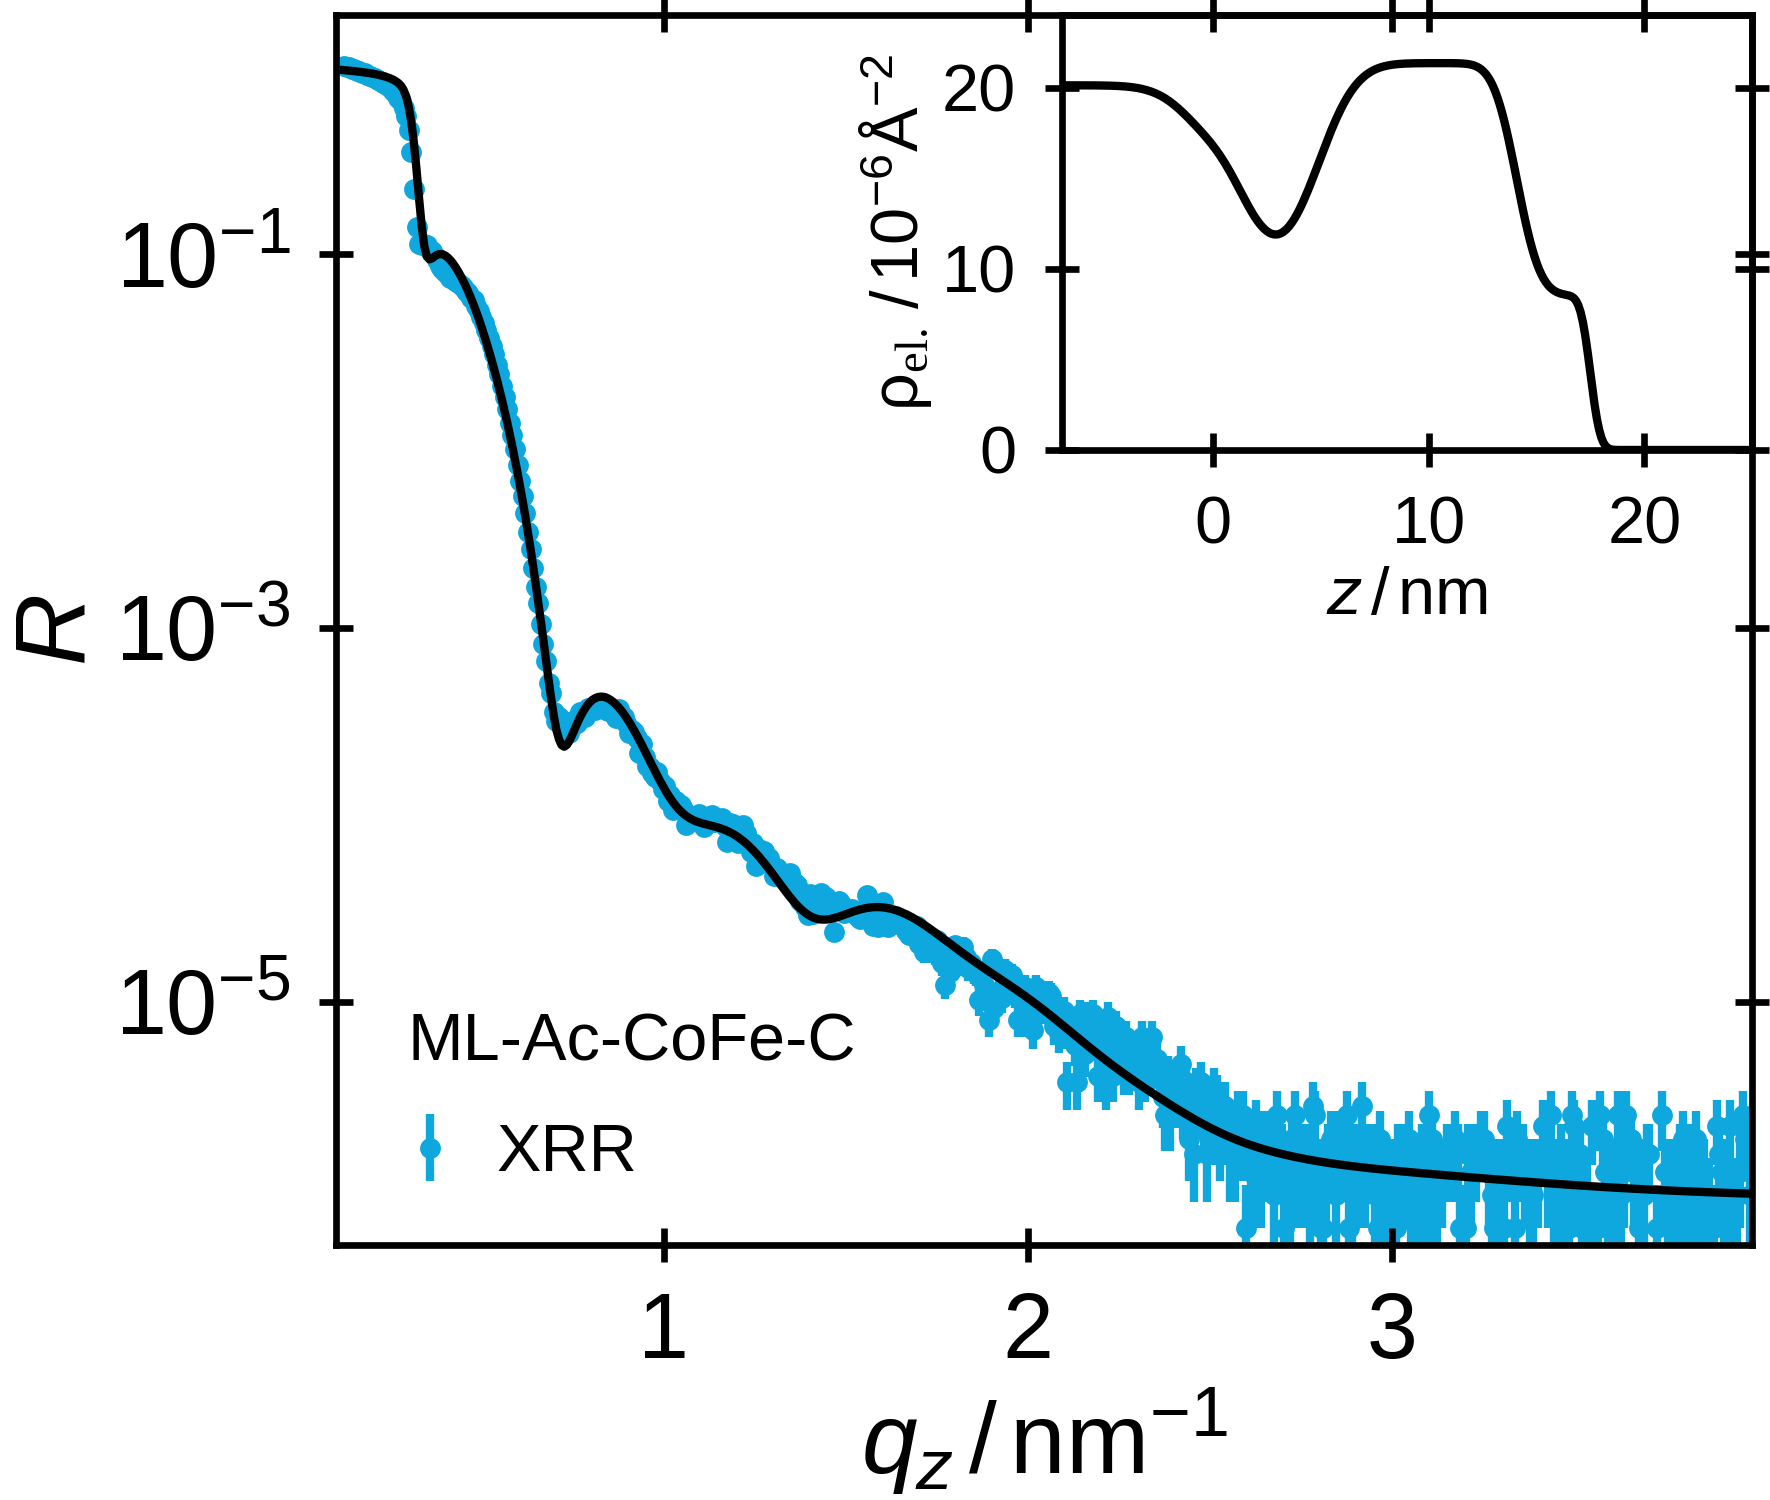 20
10
0
ρel. / 10⁻⁶Å⁻²
0 10 20
z / nm
10⁻¹
10⁻³
10⁻⁵
R
ML-Ac-CoFe-C
XRR
1 2 3
q_z / nm⁻¹